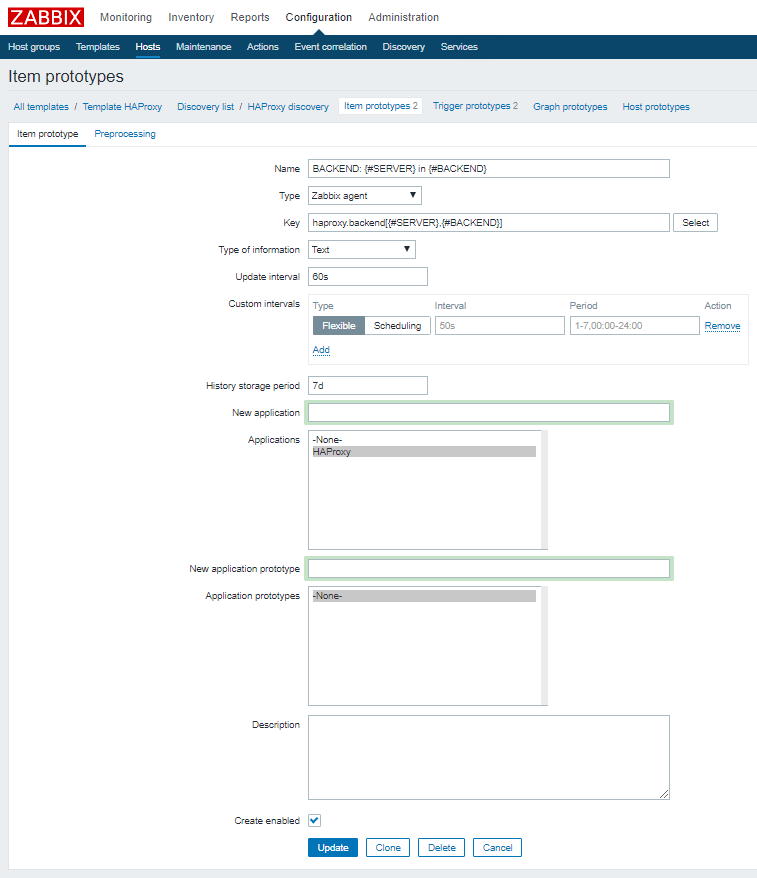 ZABBIX Monitoring Inventory Reports Configuration Administration
Host groups Templates Hosts Maintenance Actions Event correlation Discovery Services
Item prototypes
All templates / Template HAProxy Discovery list / HAProxy discovery Item prototypes 2 Trigger prototypes 2 Graph prototypes Host prototypes
Item prototype Preprocessing
Name BACKEND: {#SERVER} in {#BACKEND}
Type Zabbix agent
Key haproxy.backend[{#SERVER}.{#BACKEND}] Select
Type of information Text
Update interval 60s
Custom intervals Type Interval Period Action
Flexible Scheduling 50s 1-7,00:00-24:00 Remove
Add
History storage period 7d
New application
Applications -None-
HAProxy
New application prototype
Application prototypes -None-
Description
Create enabled
Update Clone Delete Cancel